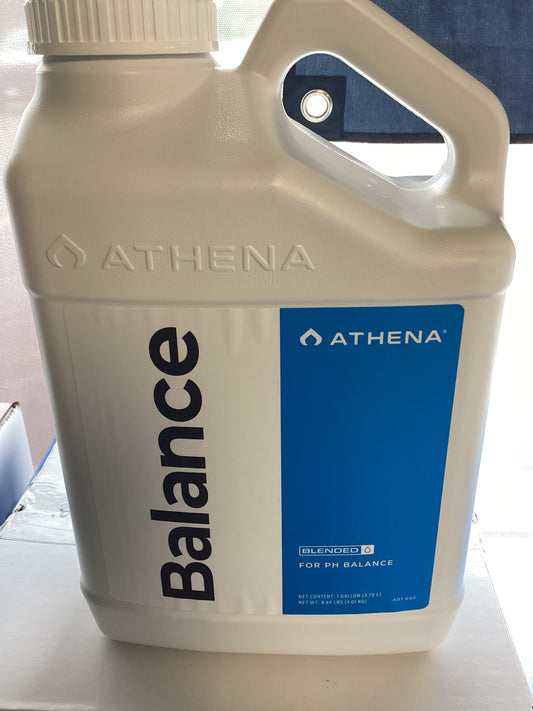 ATHENA
Balance
ATHENA®
BLENDED
FOR PH BALANCE
NET CONTENT: 1 GALLON (3.79 L)
NET WT: 8.84 LBS (4.01 KG)